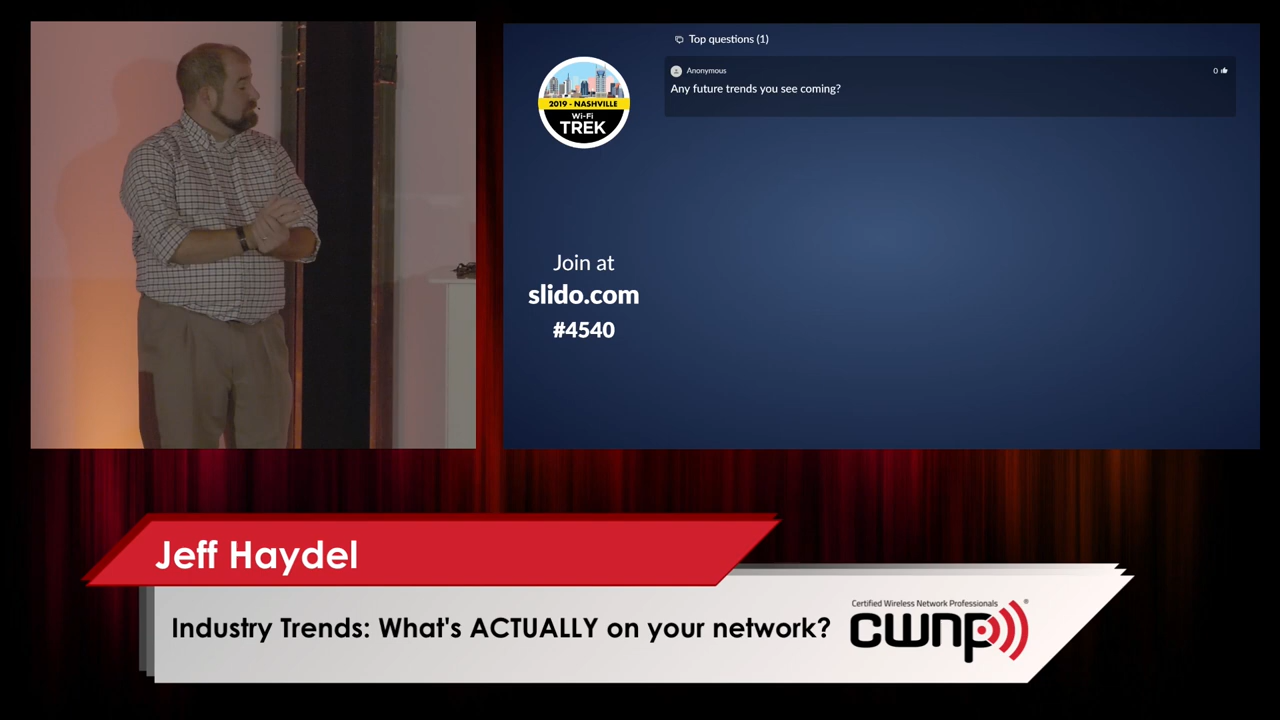 Top questions (1)
Anonymous
0
Any future trends you see coming?
2019 - NASHVILLE
Wi-Fi
TREK
Join at
slido.com
#4540
Jeff Haydel
Industry Trends: What's ACTUALLY on your network?
Certified Wireless Network Professionals
cwnp®